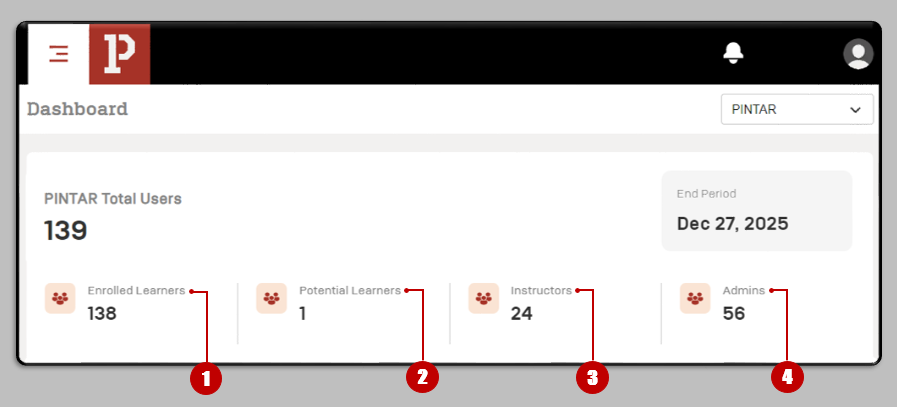 P
Dashboard
PINTAR
PINTAR Total Users
139
End Period
Dec 27, 2025
Enrolled Learners
138
Potential Learners
1
Instructors
24
Admins
56
1
2
3
4